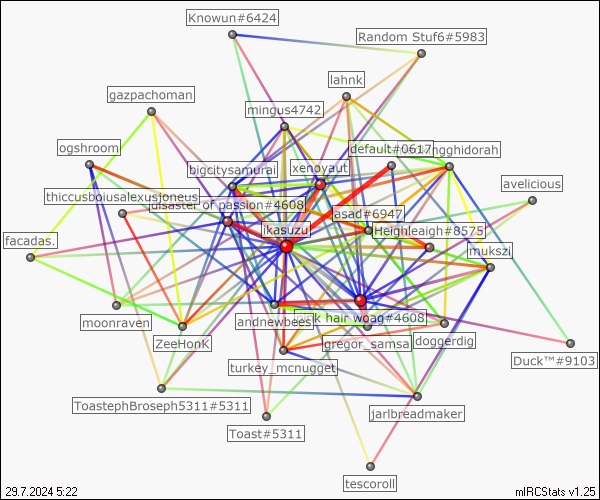 Knowun#6424
Random Stuf6#5983
lahnk
gazpachoman
mingus4742
ogshroom
default#0617
hgghidorah
xenoyaut
bigcitysamurai
avelicious
thiccusboiusalexusjoneus
disaster of passion#4608
asad#6947
ikasuzu
Heighleaigh#8575
facadas.
mukszi
moonraven
andnewbees
hair woag#4608
ZeeHonK
gregor_samsa
doggerdig
Duck™#9103
turkey_mcnugget
ToastephBroseph5311#5311
jarlbreadmaker
Toast#5311
tescoroll
29.7.2024 5:22
mIRCStats v1.25